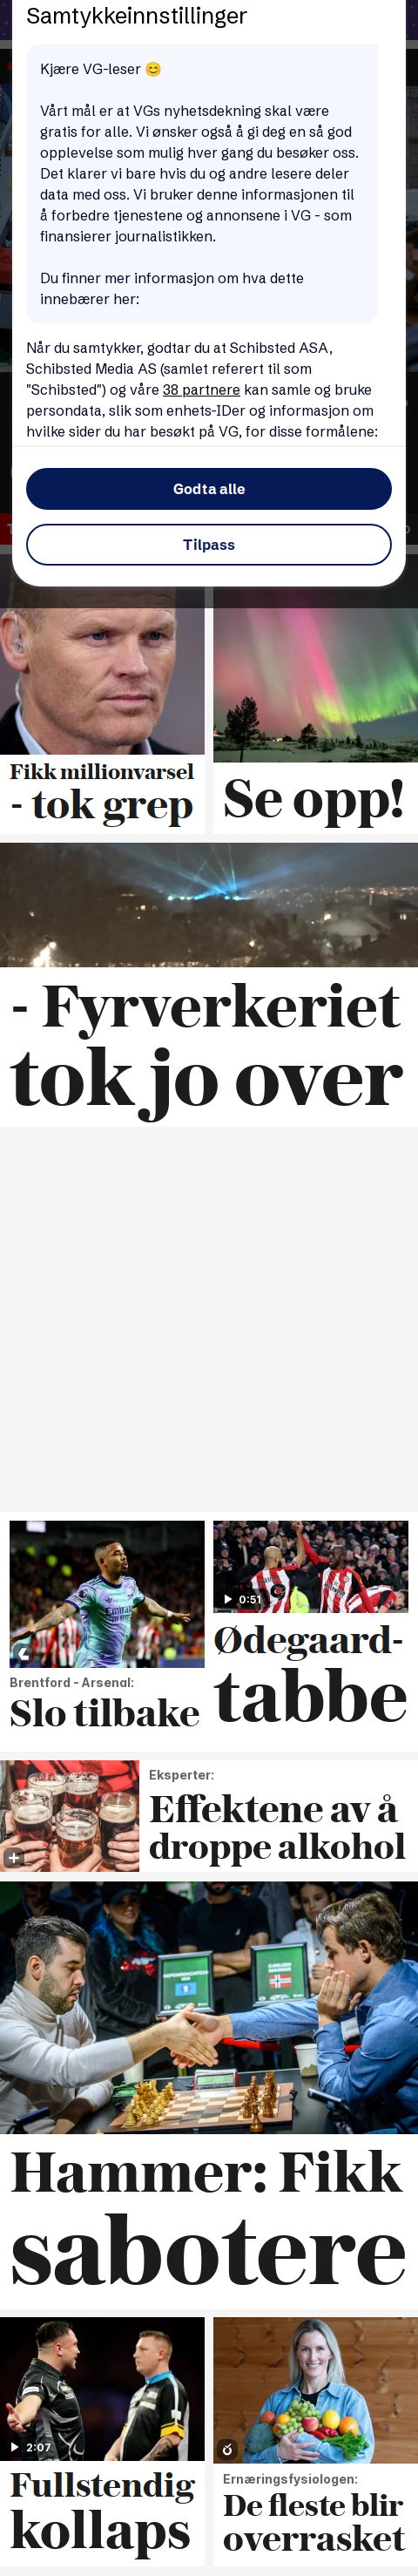 Samtykkeinnstillinger
Kjære VG-leser 😊
Vårt mål er at VGs nyhetsdekning skal være
gratis for alle. Vi ønsker også å gi deg en så god
opplevelse som mulig hver gang du besøker oss.
Det klarer vi bare hvis du og andre lesere deler
data med oss. Vi bruker denne informasjonen til
å forbedre tjenestene og annonsene i VG - som
finansierer journalistikken.
Du finner mer informasjon om hva dette
innebærer her:
Når du samtykker, godtar du at Schibsted ASA,
Schibsted Media AS (samlet referert til som
"Schibsted") og våre 38 partnere kan samle og bruke
persondata, slik som enhets-IDer og informasjon om
hvilke sider du har besøkt på VG, for disse formålene:
Godta alle
Tilpass
Fikk millionvarsel
- tok grep
Se opp!
- Fyrverkeriet
tok jo over
Brentford - Arsenal:
Slo tilbake
0:51
Ødegaard-
tabbe
Eksperter:
Effektene av å
droppe alkohol
CARLSEN
MAGNUS
Hammer: Fikk
sabotere
2:07
Fullstendig
kollaps
Ernæringsfysiologen:
De fleste blir
overrasket